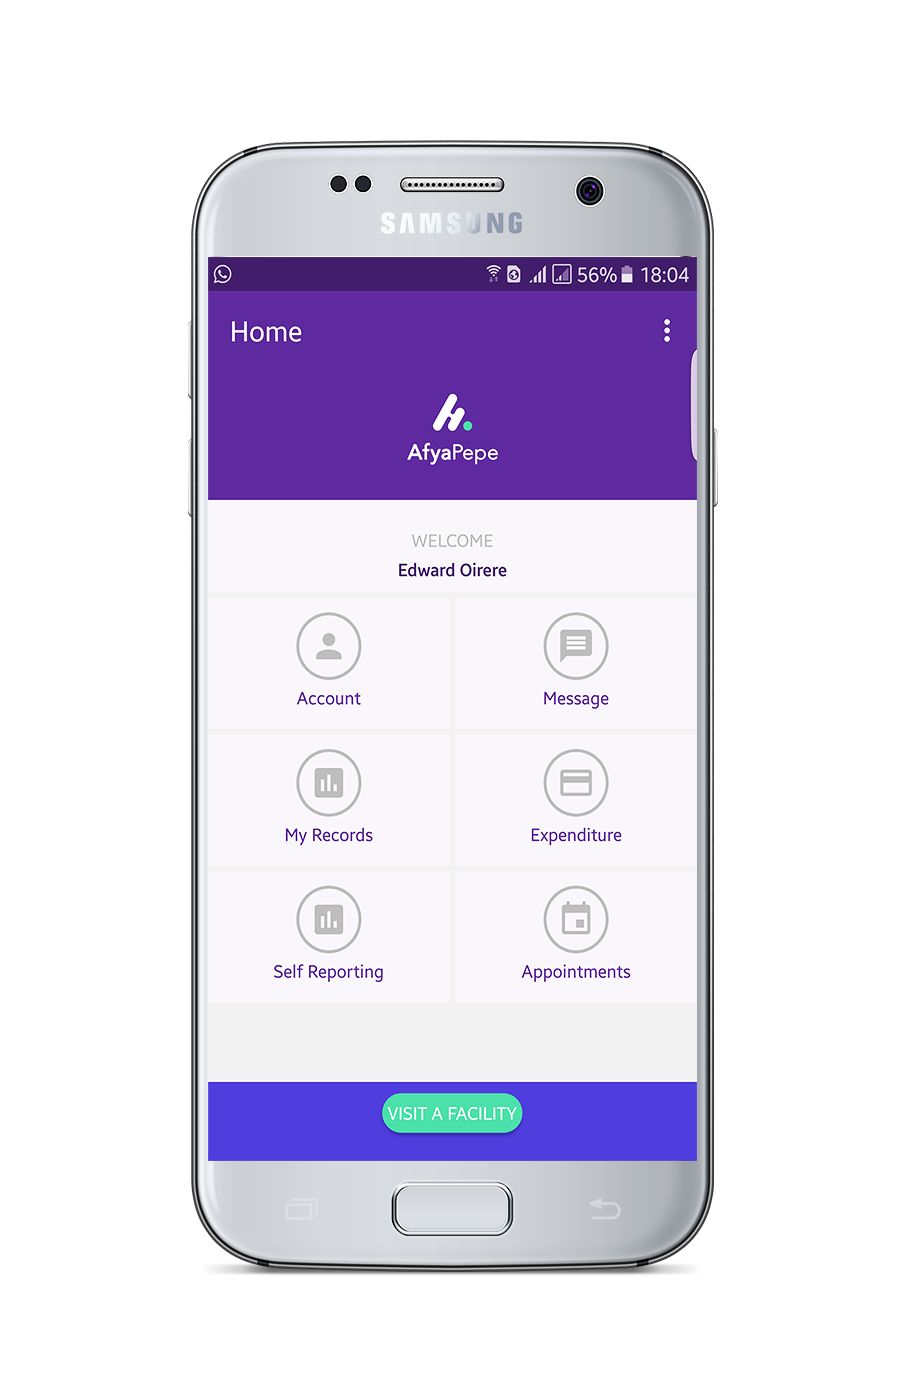 SAMSUNG
56% 18:04
Home
AfyaPepe
WELCOME
Edward Oirere
Account
Message
My Records
Expenditure
Self Reporting
Appointments
VISIT A FACILITY